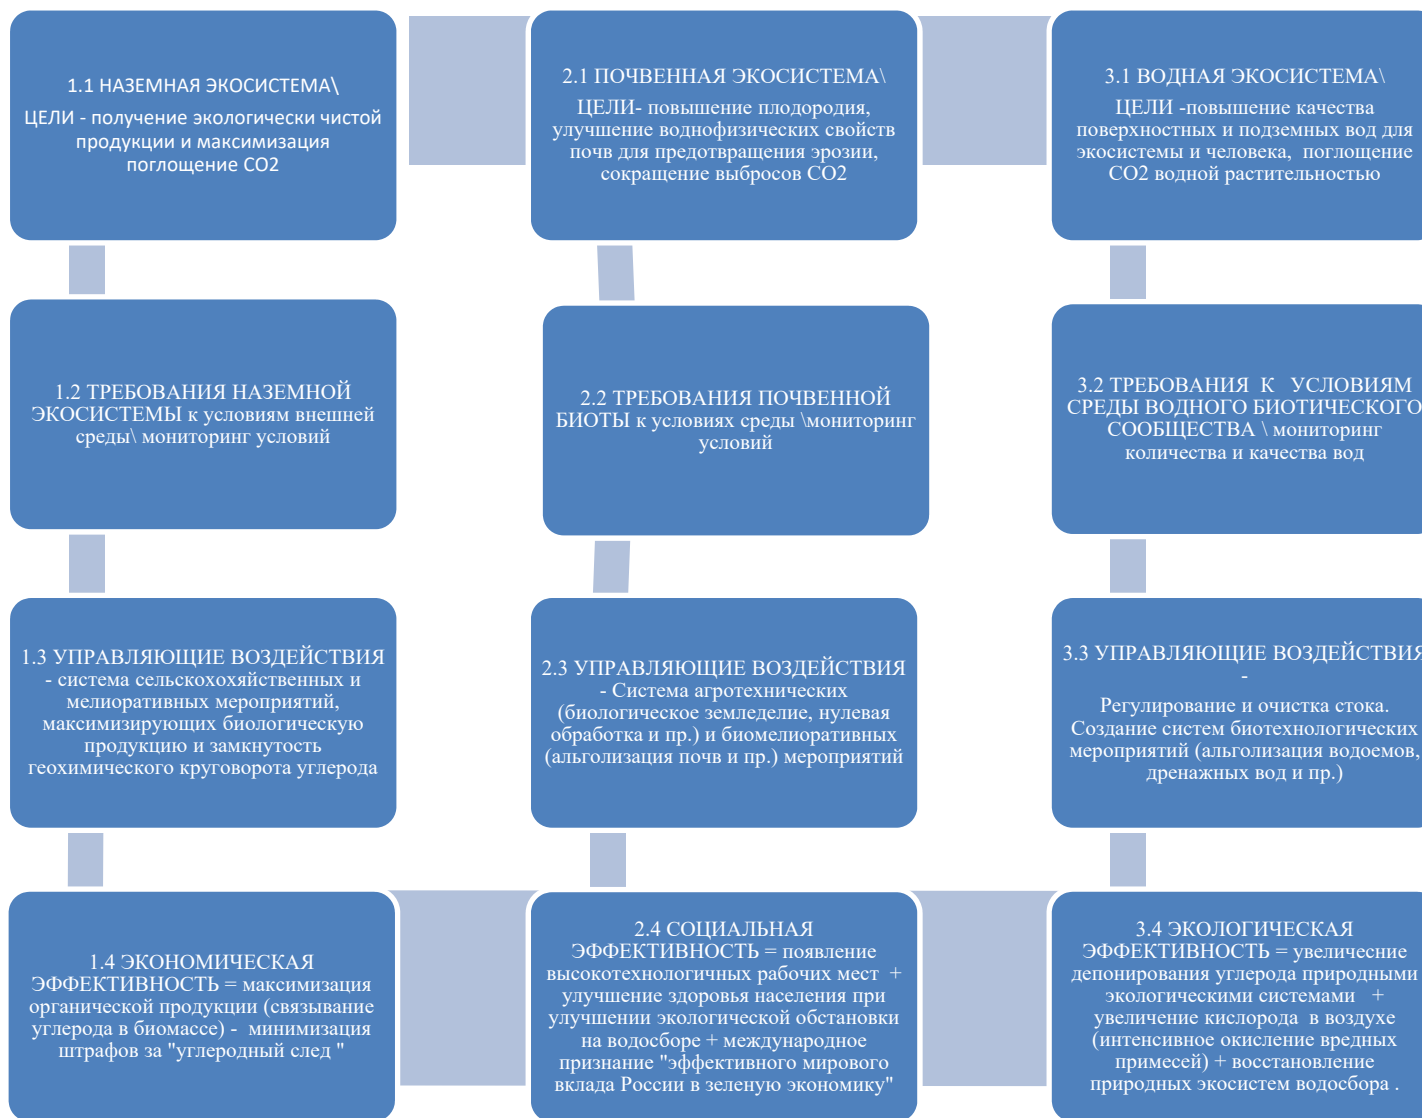 1.1 НАЗЕМНАЯ ЭКОСИСТЕМА\
ЦЕЛИ - получение экологически чистой
продукции и максимизация
поглощение СО2
2.1 ПОЧВЕННАЯ ЭКОСИСТЕМА\
ЦЕЛИ- повышение плодородия,
улучшение воднофизических свойств
почв для предотвращения эрозии,
сокращение выбросов СО2
3.1 ВОДНАЯ ЭКОСИСТЕМА\
ЦЕЛИ -повышение качества
поверхностных и подземных вод для
экосистемы и человека, поглощение
СО2 водной растительностью
1.2 ТРЕБОВАНИЯ НАЗЕМНОЙ
ЭКОСИСТЕМЫ к условиям внешней
среды\ мониторинг условий
2.2 ТРЕБОВАНИЯ ПОЧВЕННОЙ
БИОТЫ к условиях среды \мониторинг
условий
3.2 ТРЕБОВАНИЯ К УСЛОВИЯМ
СРЕДЫ ВОДНОГО БИОТИЧЕСКОГО
СООБЩЕСТВА \ мониторинг
количества и качества вод
1.3 УПРАВЛЯЮЩИЕ ВОЗДЕЙСТВИЯ
- система сельскохохяйственных и
мелиоративных мероприятий,
максимизирующих биологическую
продукцию и замкнутость
геохимического круговорота углерода
2.3 УПРАВЛЯЮЩИЕ ВОЗДЕЙСТВИЯ
- Система агротехнических
(биологическое земледелие, нулевая
обработка и пр.) и биомелиоративных
(альголизация почв и пр.) мероприятий
3.3 УПРАВЛЯЮЩИЕ ВОЗДЕЙСТВИЯ
-
Регулирование и очистка стока.
Создание систем биотехнологических
мероприятий (альголизация водоемов,
дренажных вод и пр.)
1.4 ЭКОНОМИЧЕСКАЯ
ЭФФЕКТИВНОСТЬ = максимизация
органической продукции (связывание
углерода в биомассе) - минимизация
штрафов за "углеродный след "
2.4 СОЦИАЛЬНАЯ
ЭФФЕКТИВНОСТЬ = появление
высокотехнологичных рабочих мест +
улучшение здоровья населения при
улучшении экологической обстановки
на водосборе + международное
признание "эффективного мирового
вклада России в зеленую экономику"
3.4 ЭКОЛОГИЧЕСКАЯ
ЭФФЕКТИВНОСТЬ = увеличесние
депонирования углерода природными
экологическими системами +
увеличение кислорода в воздухе
(интенсивное окисление вредных
примесей) + восстановление
природных экосистем водосбора .